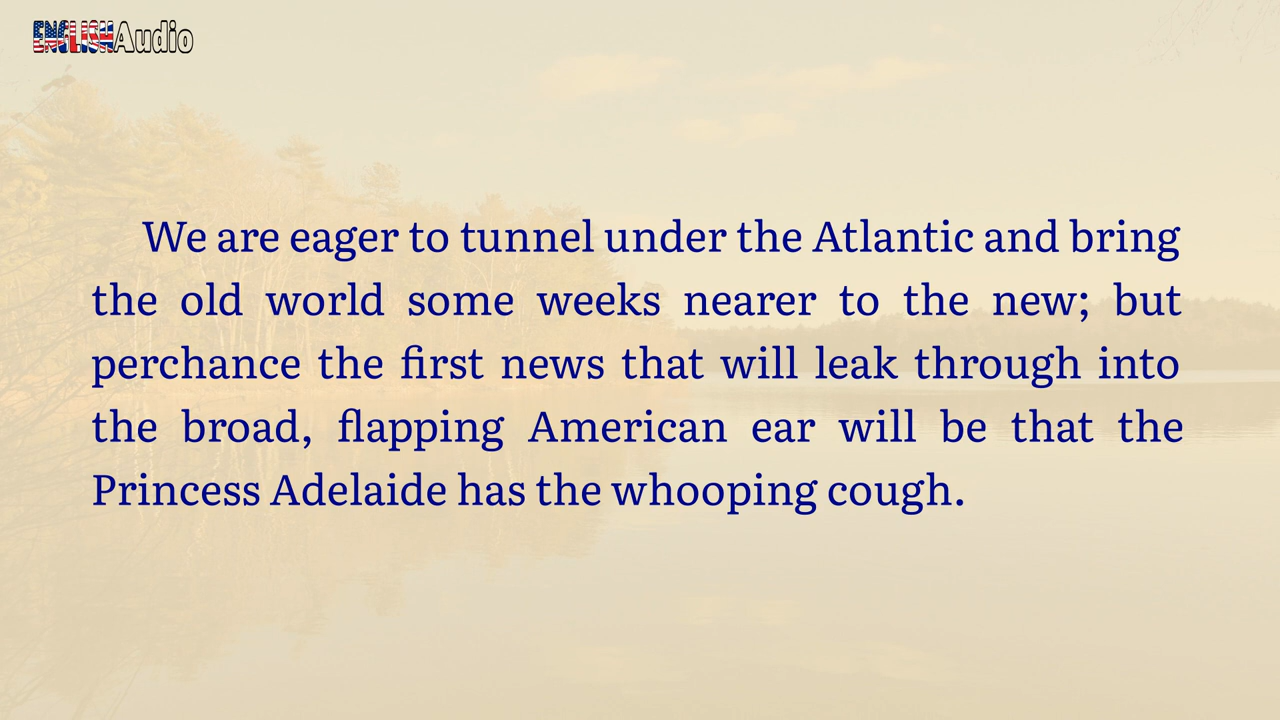 ENGLISHAudio
We are eager to tunnel under the Atlantic and bring
the old world some weeks nearer to the new; but
perchance the first news that will leak through into
the broad, flapping American ear will be that the
Princess Adelaide has the whooping cough.